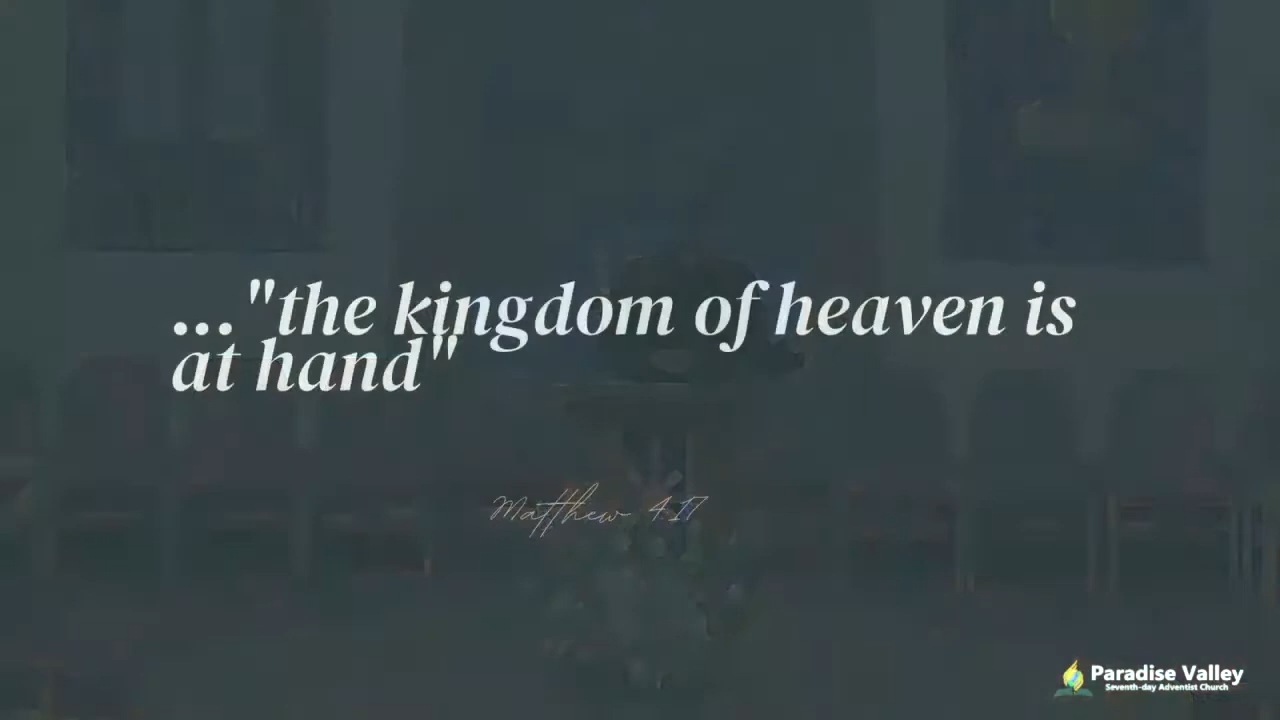 ..."the kingdom of heaven is
at hand"
Matthew 4:17
Paradise Valley
Seventh-day Adventist Church